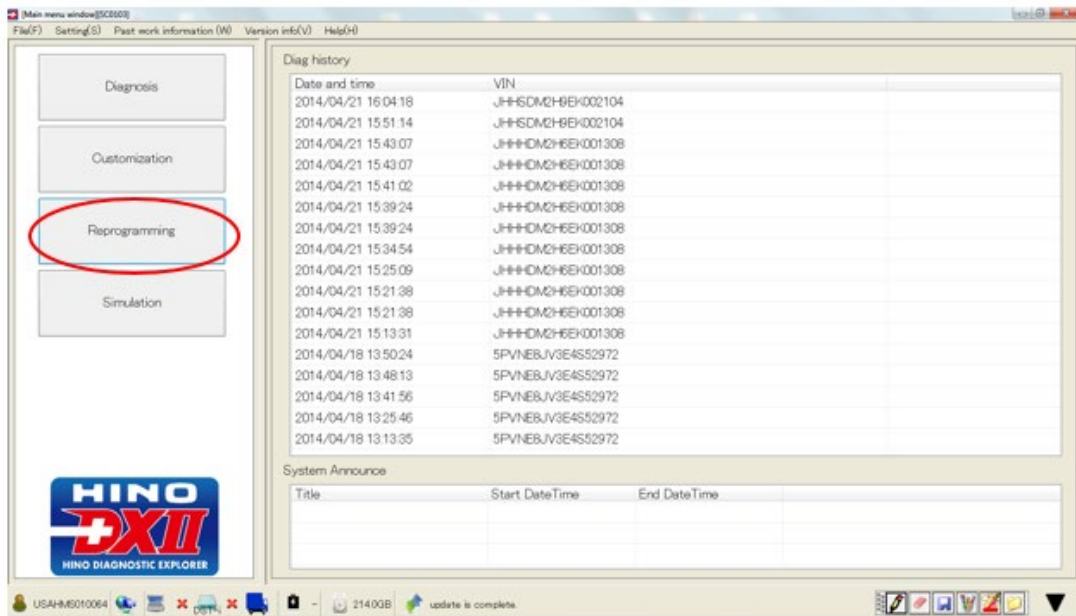 [Main menu window][SC0103]
File(F) Setting(S) Past work information (W) Version info(V) Help(H)
Diagnosis
Customization
Reprogramming
Simulation
HINO
DXII
HINO DIAGNOSTIC EXPLORER
Diag history
Date and time VIN
2014/04/21 16:04:18 JHHSDM2H9EK002104
2014/04/21 15:51:14 JHHSDM2H9EK002104
2014/04/21 15:43:07 JHHHDM2H6EK001308
2014/04/21 15:43:07 JHHHDM2H6EK001308
2014/04/21 15:41:02 JHHHDM2H6EK001308
2014/04/21 15:39:24 JHHHDM2H6EK001308
2014/04/21 15:39:24 JHHHDM2H6EK001308
2014/04/21 15:34:54 JHHHDM2H6EK001308
2014/04/21 15:25:09 JHHHDM2H6EK001308
2014/04/21 15:21:38 JHHHDM2H6EK001308
2014/04/21 15:21:38 JHHHDM2H6EK001308
2014/04/21 15:13:31 JHHHDM2H6EK001308
2014/04/18 13:50:24 5PVNE8JV3E4S52972
2014/04/18 13:48:13 5PVNE8JV3E4S52972
2014/04/18 13:41:56 5PVNE8JV3E4S52972
2014/04/18 13:25:46 5PVNE8JV3E4S52972
2014/04/18 13:13:35 5PVNE8JV3E4S52972
System Announce
Title Start DateTime End DateTime
USAHMS010064 214.0GB update is complete.